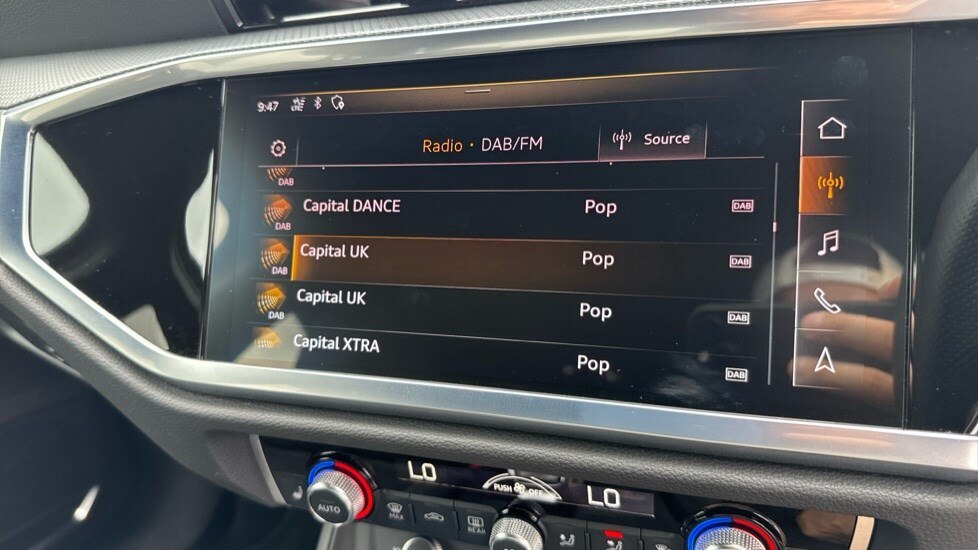 9:47 LTE
Radio · DAB/FM Source
DAB
Capital DANCE Pop DAB
DAB
Capital UK Pop DAB
DAB
Capital UK Pop DAB
DAB
Capital XTRA Pop DAB
LO PUSH OFF LO
AUTO MAX REAR